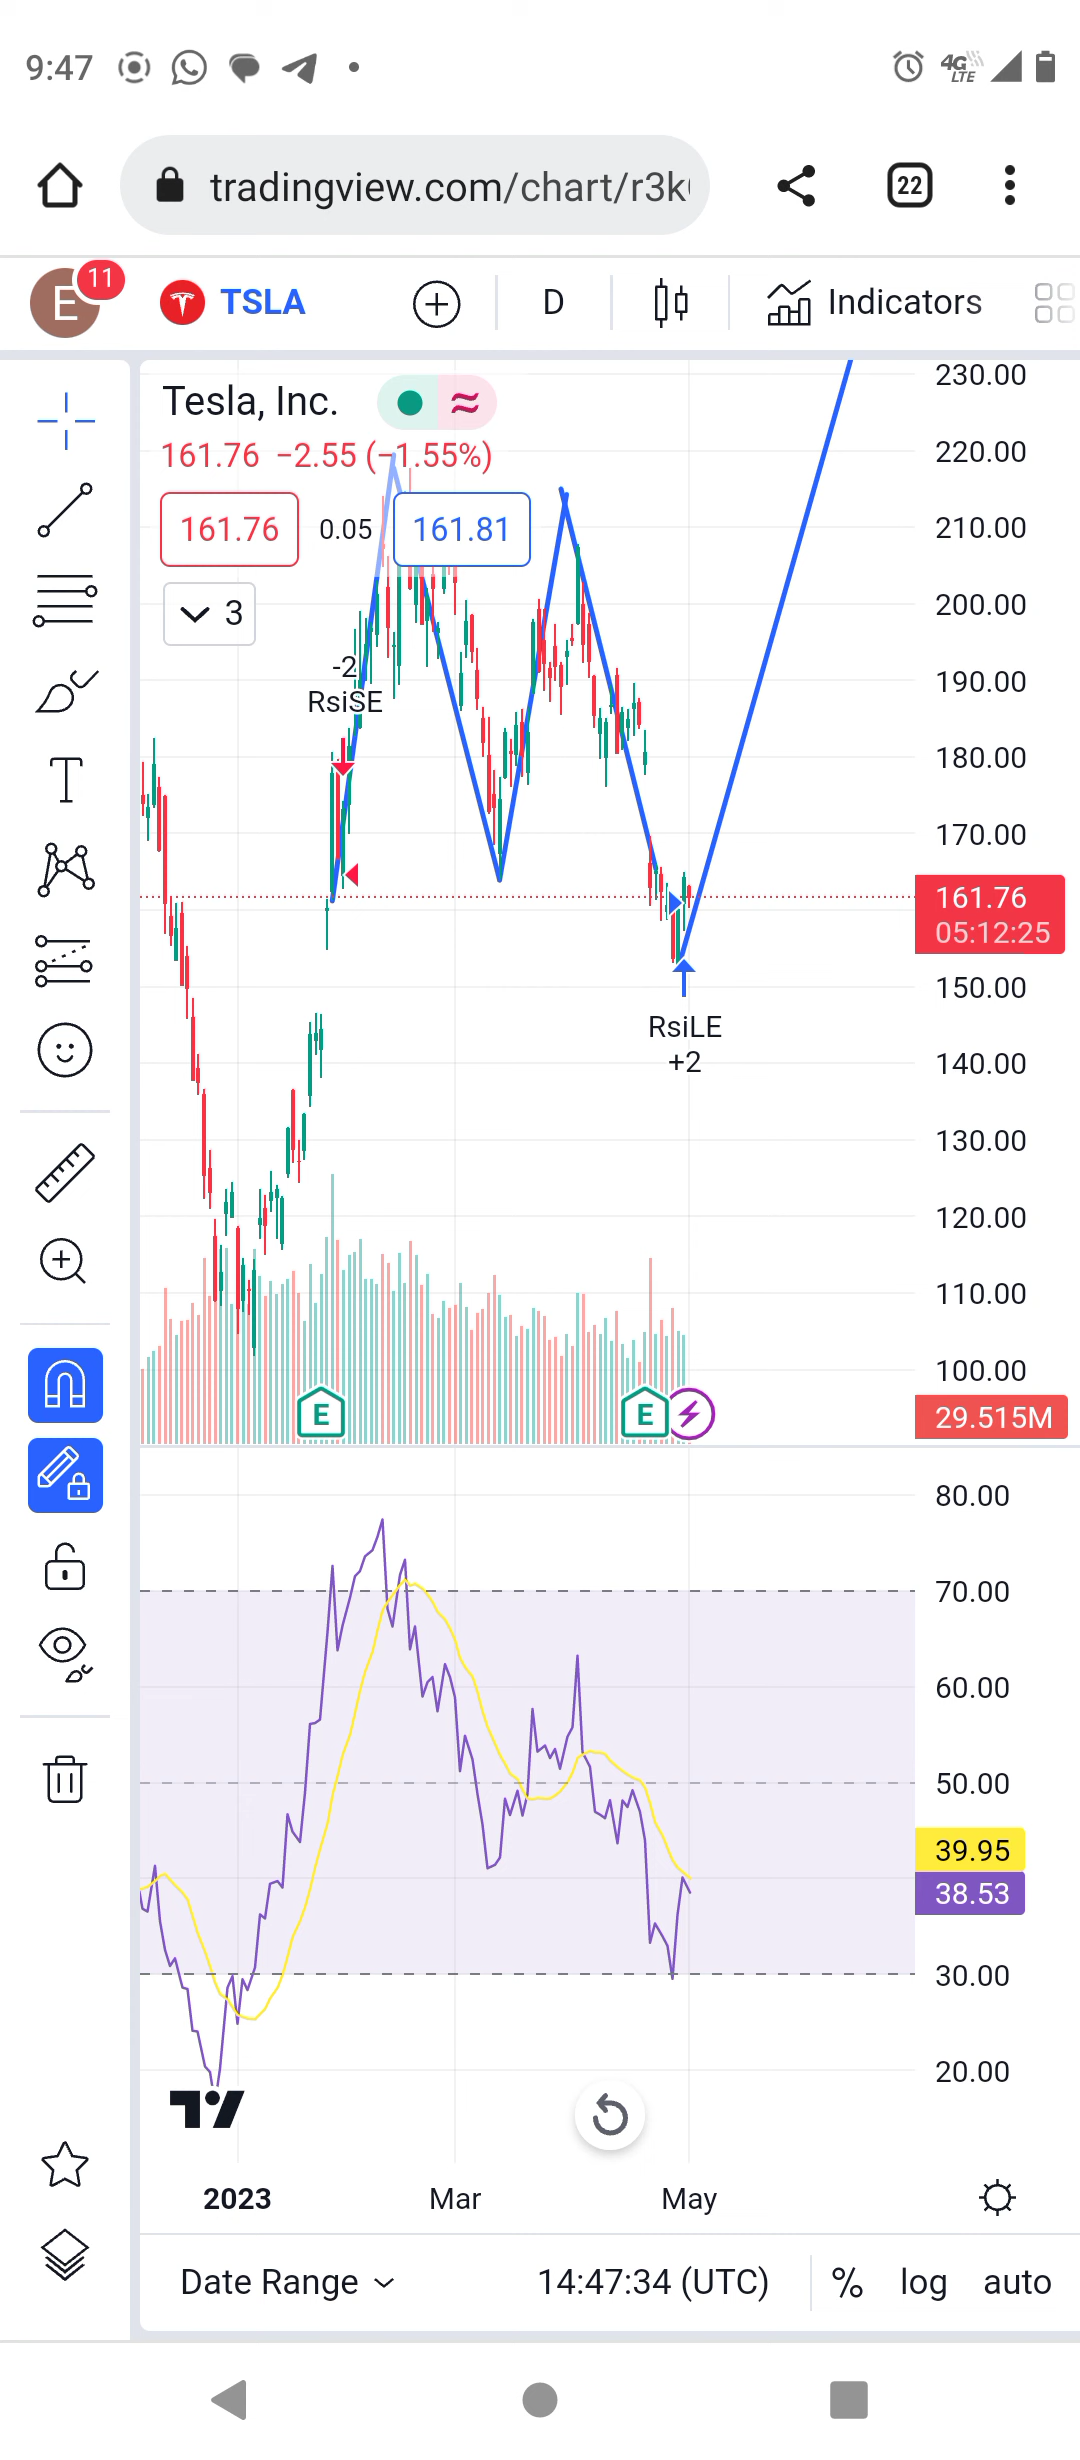 9:47
4G
LTE
tradingview.com/chart/r3k
22
E
11
TSLA
D
Indicators
Tesla, Inc.
161.76 −2.55 (−1.55%)
161.76
0.05
161.81
3
-2
RsiSE
RsiLE
+2
230.00
220.00
210.00
200.00
190.00
180.00
170.00
161.76
05:12:25
150.00
140.00
130.00
120.00
110.00
100.00
29.515M
E
E
80.00
70.00
60.00
50.00
39.95
38.53
30.00
20.00
2023
Mar
May
Date Range
14:47:34 (UTC)
%
log
auto